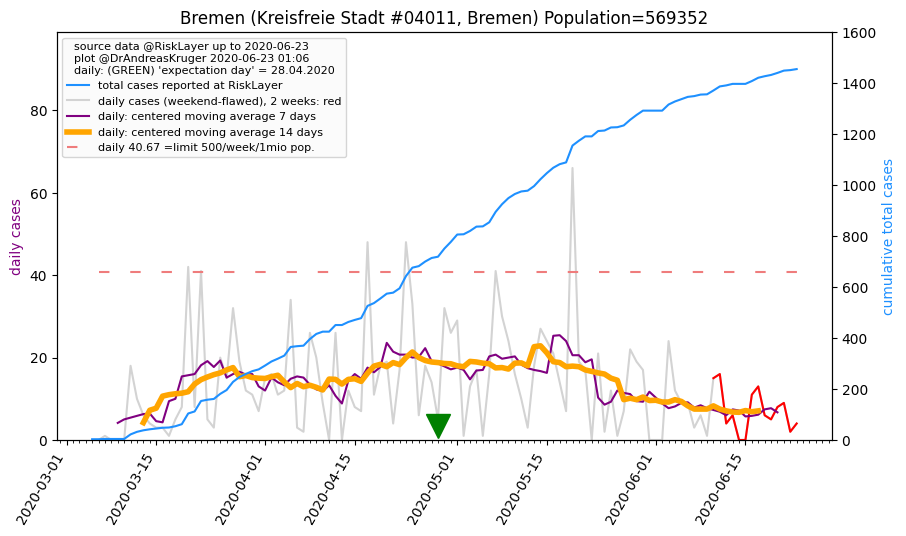 Bremen (Kreisfreie Stadt #04011, Bremen) Population=569352
source data @RiskLayer up to 2020-06-23
plot @DrAndreasKruger 2020-06-23 01:06
daily: (GREEN) 'expectation day' = 28.04.2020
total cases reported at RiskLayer
daily cases (weekend-flawed), 2 weeks: red
daily: centered moving average 7 days
daily: centered moving average 14 days
daily 40.67 =limit 500/week/1mio pop.
daily cases
0
20
40
60
80
cumulative total cases
0
200
400
600
800
1000
1200
1400
1600
2020-03-01
2020-03-15
2020-04-01
2020-04-15
2020-05-01
2020-05-15
2020-06-01
2020-06-15